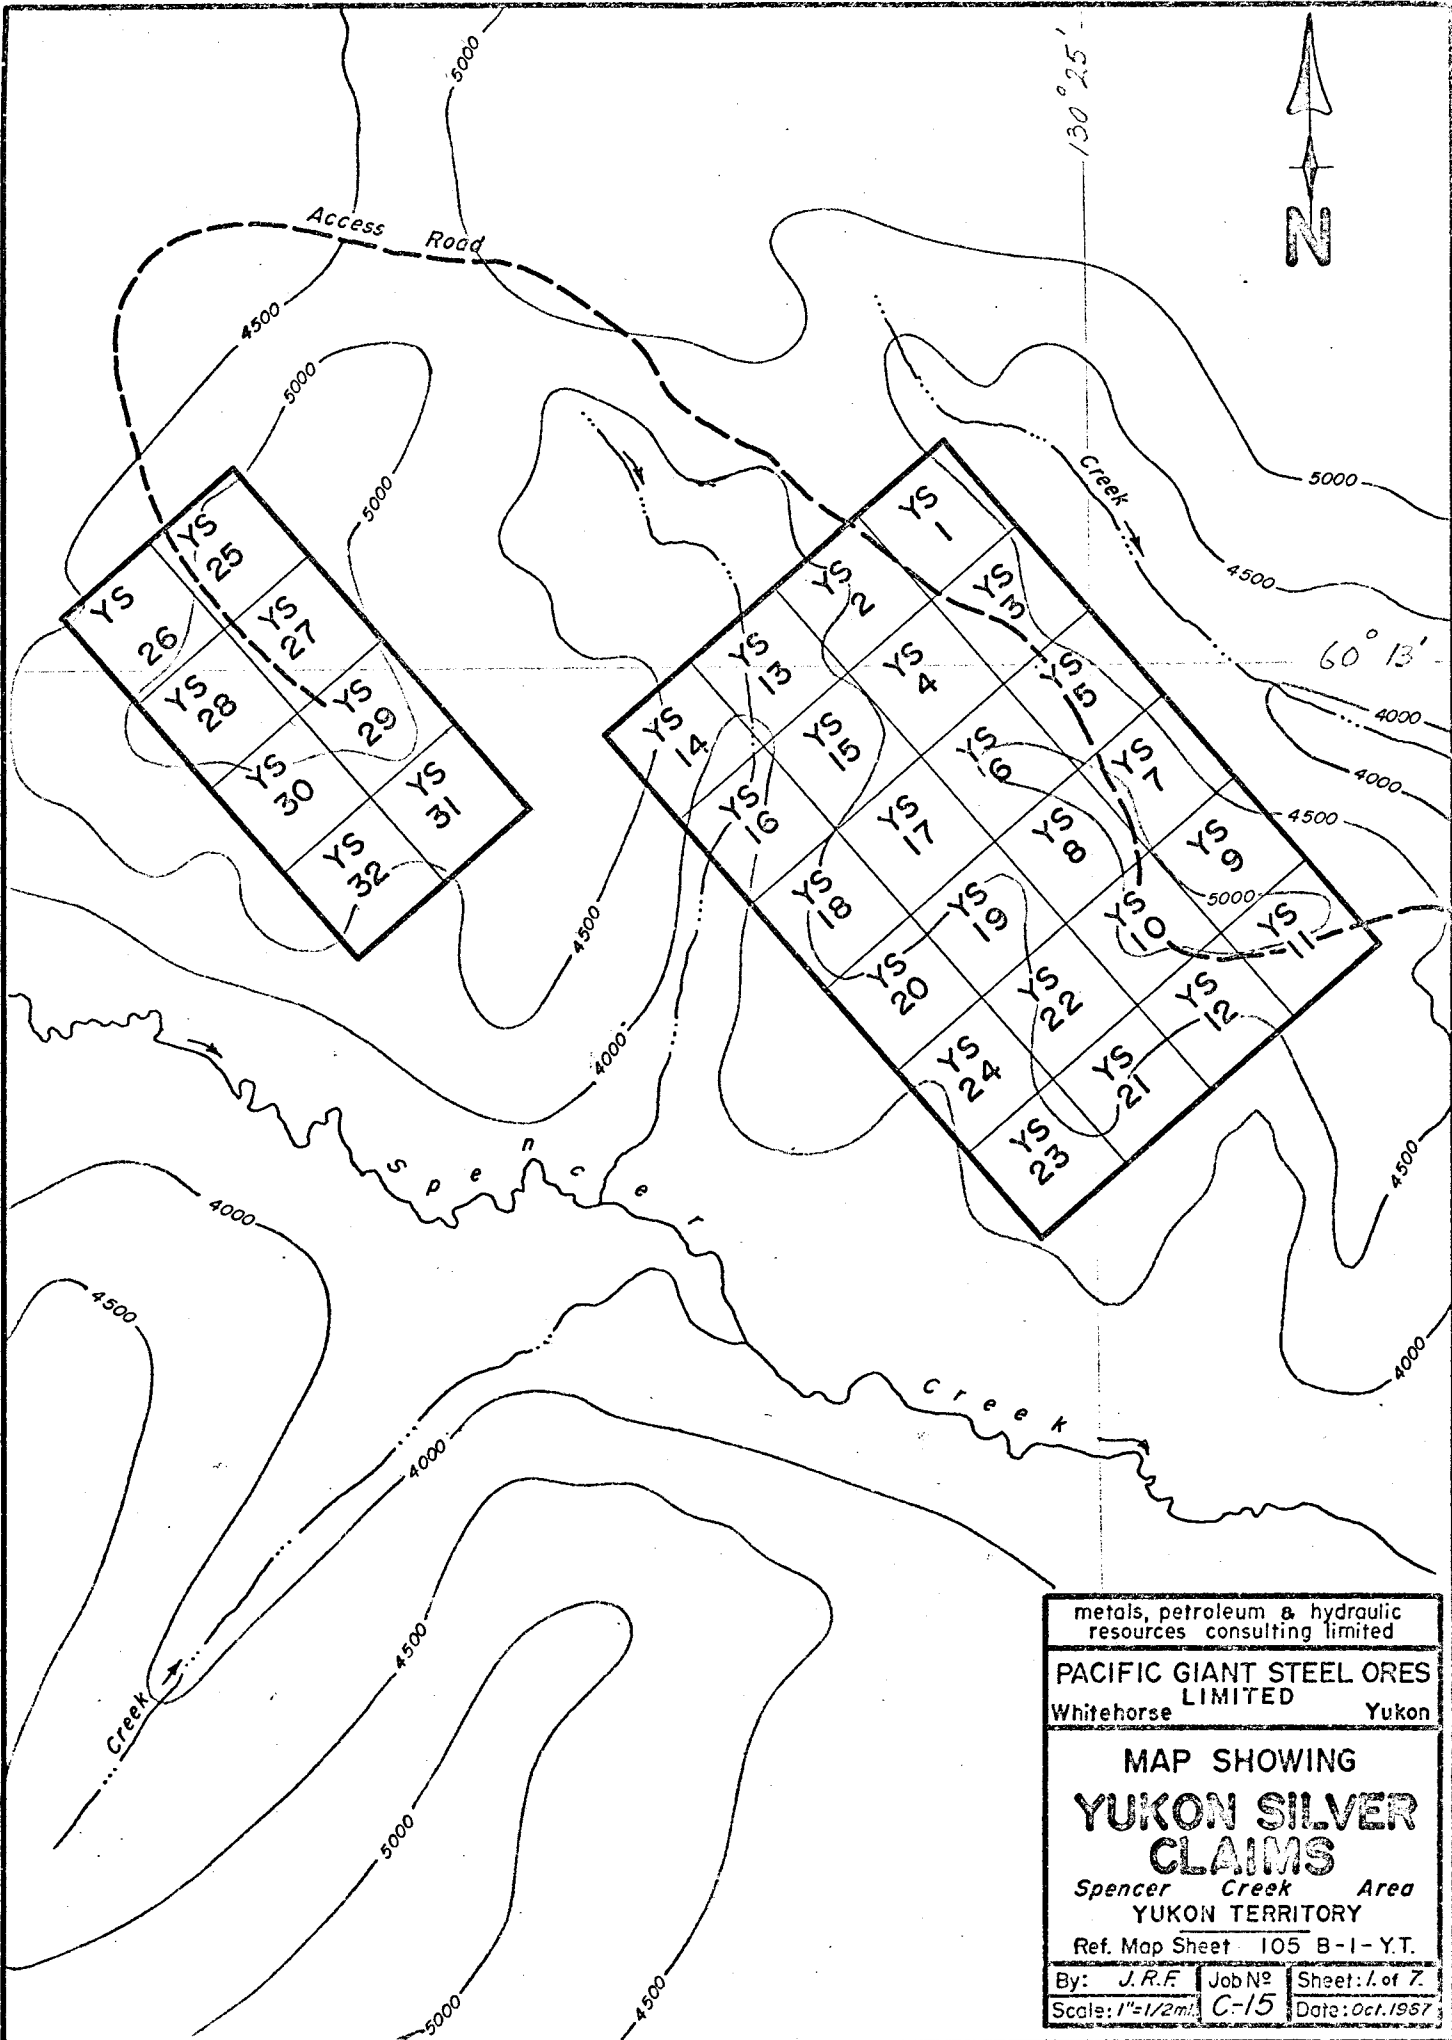 5000
130° 25'
N
Access Road
4500
5000
5000
Creek
5000
4500
60° 13'
4000
4000
4500
5000
YS 1
YS 2
YS 3
YS 4
YS 5
YS 6
YS 7
YS 8
YS 9
YS 10
YS 11
YS 12
YS 13
YS 14
YS 15
YS 16
YS 17
YS 18
YS 19
YS 20
YS 21
YS 22
YS 23
YS 24
YS 25
YS 26
YS 27
YS 28
YS 29
YS 30
YS 31
YS 32
4500
4000
4500
4000
Spencer Creek
4000
4500
4000
Creek
4500
5000
5000
4500
metals, petroleum & hydraulic
resources consulting limited
PACIFIC GIANT STEEL ORES
LIMITED
Whitehorse Yukon
MAP SHOWING
YUKON SILVER
CLAIMS
Spencer Creek Area
YUKON TERRITORY
Ref. Map Sheet 105 B-1-Y.T.
By: J.R.F. Job Nº Sheet: 1. of 7.
Scale: 1"=1/2mi. C-15 Date: Oct. 1967